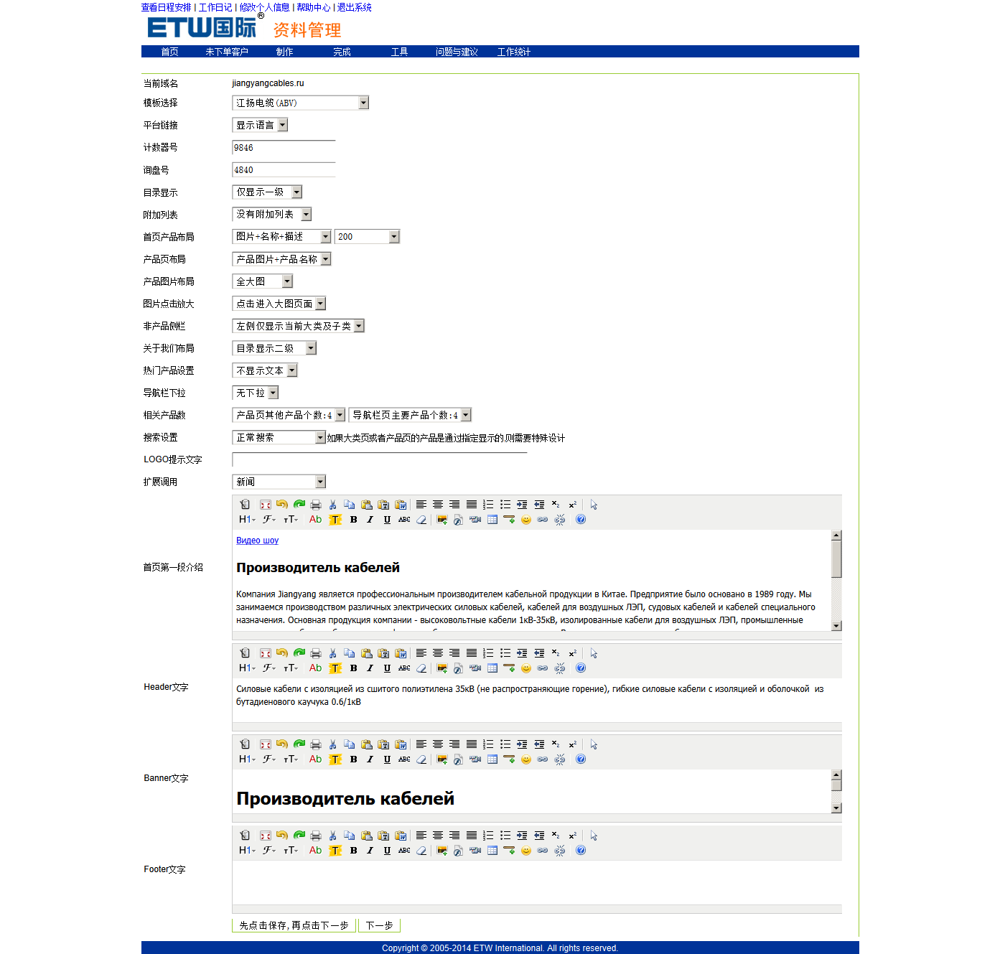 查看日程安排 | 工作日记 | 修改个人信息 | 帮助中心 | 退出系统
ETW国际® 资料管理
首页 未下单客户 制作 完成 工具 问题与建议 工作统计
当前域名 jiangyangcables.ru
模板选择 江扬电缆(ABV)
平台链接 显示语言
计数器号 9846
询盘号 4840
目录显示 仅显示一级
附加列表 没有附加列表
首页产品布局 图片+名称+描述 200
产品页布局 产品图片+产品名称
产品图片布局 全大图
图片点击放大 点击进入大图页面
非产品侧栏 左侧仅显示当前大类及子类
关于我们布局 目录显示二级
热门产品设置 不显示文本
导航栏下拉 无下拉
相关产品数 产品页其他产品个数:4 导航栏页主要产品个数:4
搜索设置 正常搜索 如果大类页或者产品页的产品是通过指定显示的,则需要特殊设计
LOGO提示文字
扩展调用 新闻
H1 F TT Ab T B I U ABC
Видео шоу
Производитель кабелей
首页第一段介绍
Компания Jiangyang является профессиональным производителем кабельной продукции в Китае. Предприятие было основано в 1989 году. Мы
занимаемся производством различных электрических силовых кабелей, кабелей для воздушных ЛЭП, судовых кабелей и кабелей специального
назначения. Основная продукция компании - высоковольтные кабели 1кВ-35кВ, изолированные кабели для воздушных ЛЭП, промышленные
H1 F TT Ab T B I U ABC
Header文字
Силовые кабели с изоляцией из сшитого полиэтилена 35кВ (не распространяющие горение), гибкие силовые кабели с изоляцией и оболочкой из
бутадиенового каучука 0.6/1кВ
H1 F TT Ab T B I U ABC
Banner文字
Производитель кабелей
H1 F TT Ab T B I U ABC
Footer文字
先点击保存,再点击下一步 下一步
Copyright © 2005-2014 ETW International. All rights reserved.